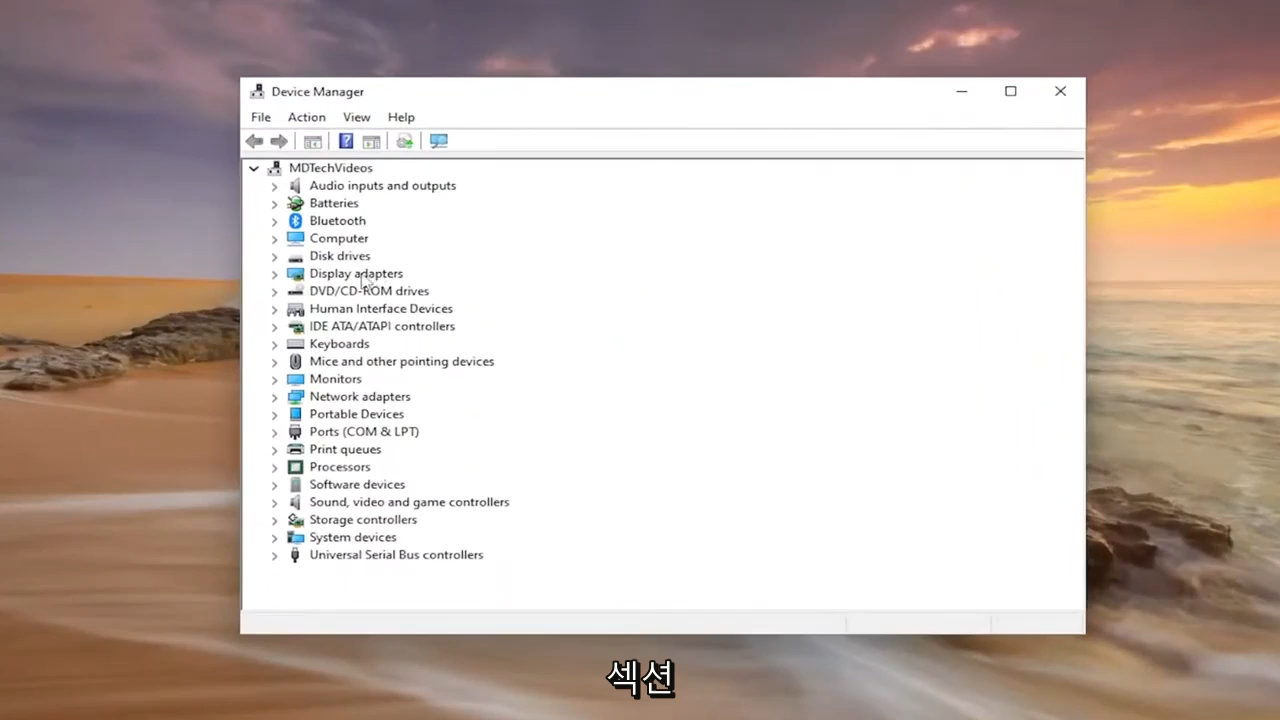 Device Manager
File Action View Help
MDTechVideos
Audio inputs and outputs
Batteries
Bluetooth
Computer
Disk drives
Display adapters
DVD/CD-ROM drives
Human Interface Devices
IDE ATA/ATAPI controllers
Keyboards
Mice and other pointing devices
Monitors
Network adapters
Portable Devices
Ports (COM & LPT)
Print queues
Processors
Software devices
Sound, video and game controllers
Storage controllers
System devices
Universal Serial Bus controllers
섹션